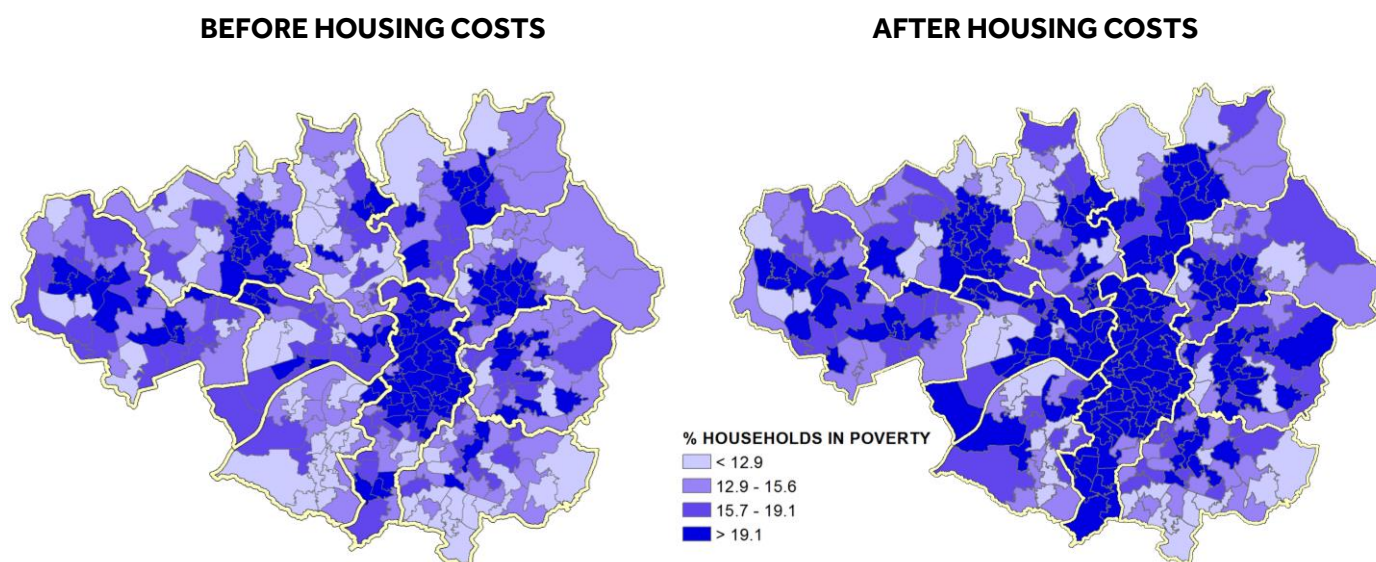 BEFORE HOUSING COSTS
AFTER HOUSING COSTS
% HOUSEHOLDS IN POVERTY
< 12.9
12.9 - 15.6
15.7 - 19.1
> 19.1